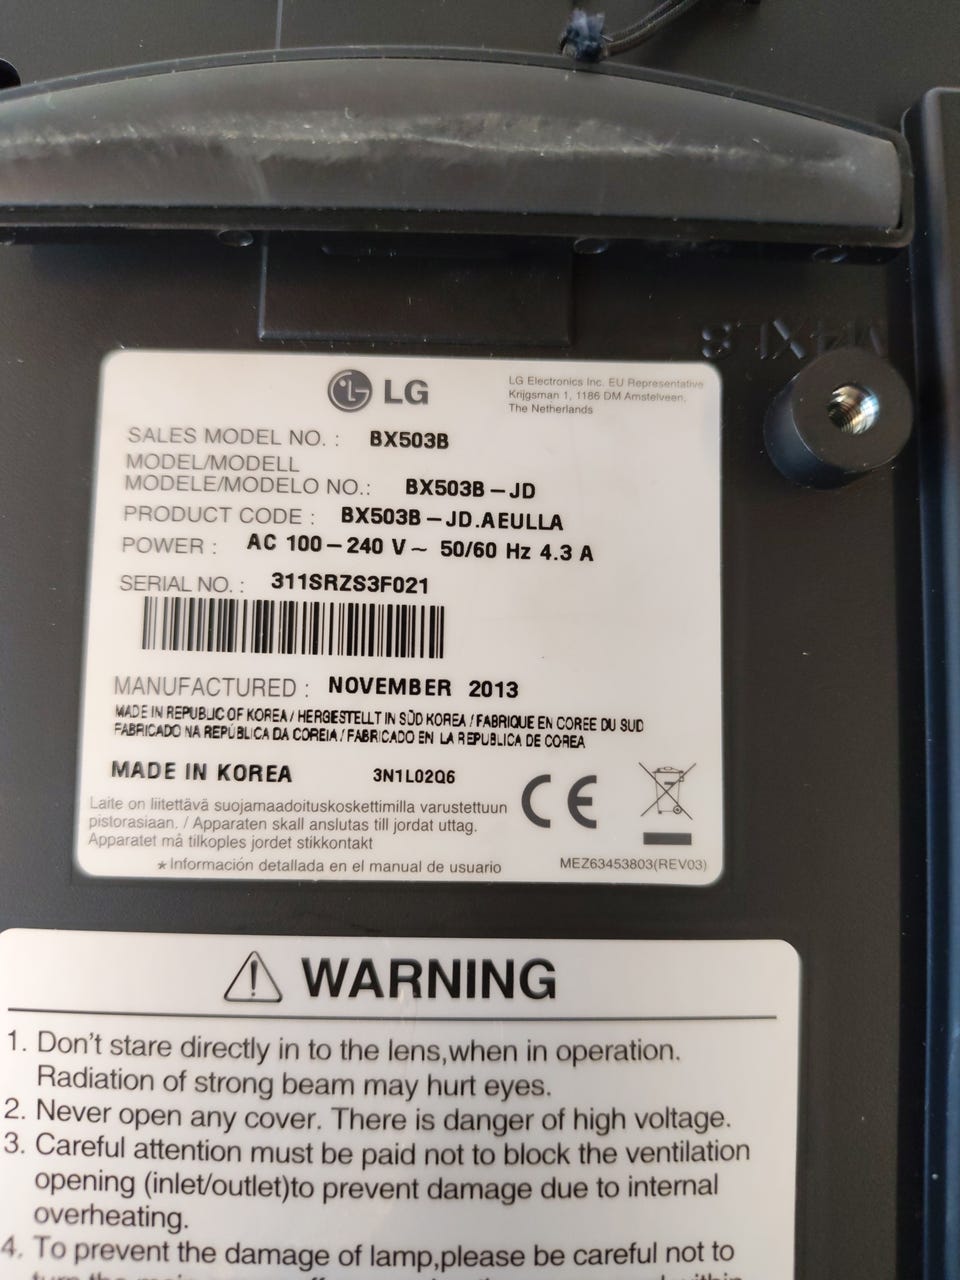 M4XL8
LG
LG Electronics Inc. EU Representative
Krijgsman 1, 1186 DM Amstelveen,
The Netherlands
SALES MODEL NO. : BX503B
MODEL/MODELL
MODELE/MODELO NO.: BX503B-JD
PRODUCT CODE : BX503B-JD.AEULLA
POWER : AC 100-240 V~ 50/60 Hz 4.3 A
SERIAL NO. : 311SRZS3F021
MANUFACTURED : NOVEMBER 2013
MADE IN REPUBLIC OF KOREA / HERGESTELLT IN SÜD KOREA / FABRIQUE EN COREE DU SUD
FABRICADO NA REPÚBLICA DA COREIA / FABRICADO EN LA REPUBLICA DE COREA
MADE IN KOREA 3N1L02Q6
CE
Laite on liitettävä suojamaadoituskoskettimilla varustettuun
pistorasiaan. / Apparaten skall anslutas till jordat uttag.
Apparatet må tilkoples jordet stikkontakt
*Información detallada en el manual de usuario
MEZ63453803(REV03)
WARNING
1. Don't stare directly in to the lens,when in operation.
Radiation of strong beam may hurt eyes.
2. Never open any cover. There is danger of high voltage.
3. Careful attention must be paid not to block the ventilation
opening (inlet/outlet)to prevent damage due to internal
overheating.
4. To prevent the damage of lamp,please be careful not to